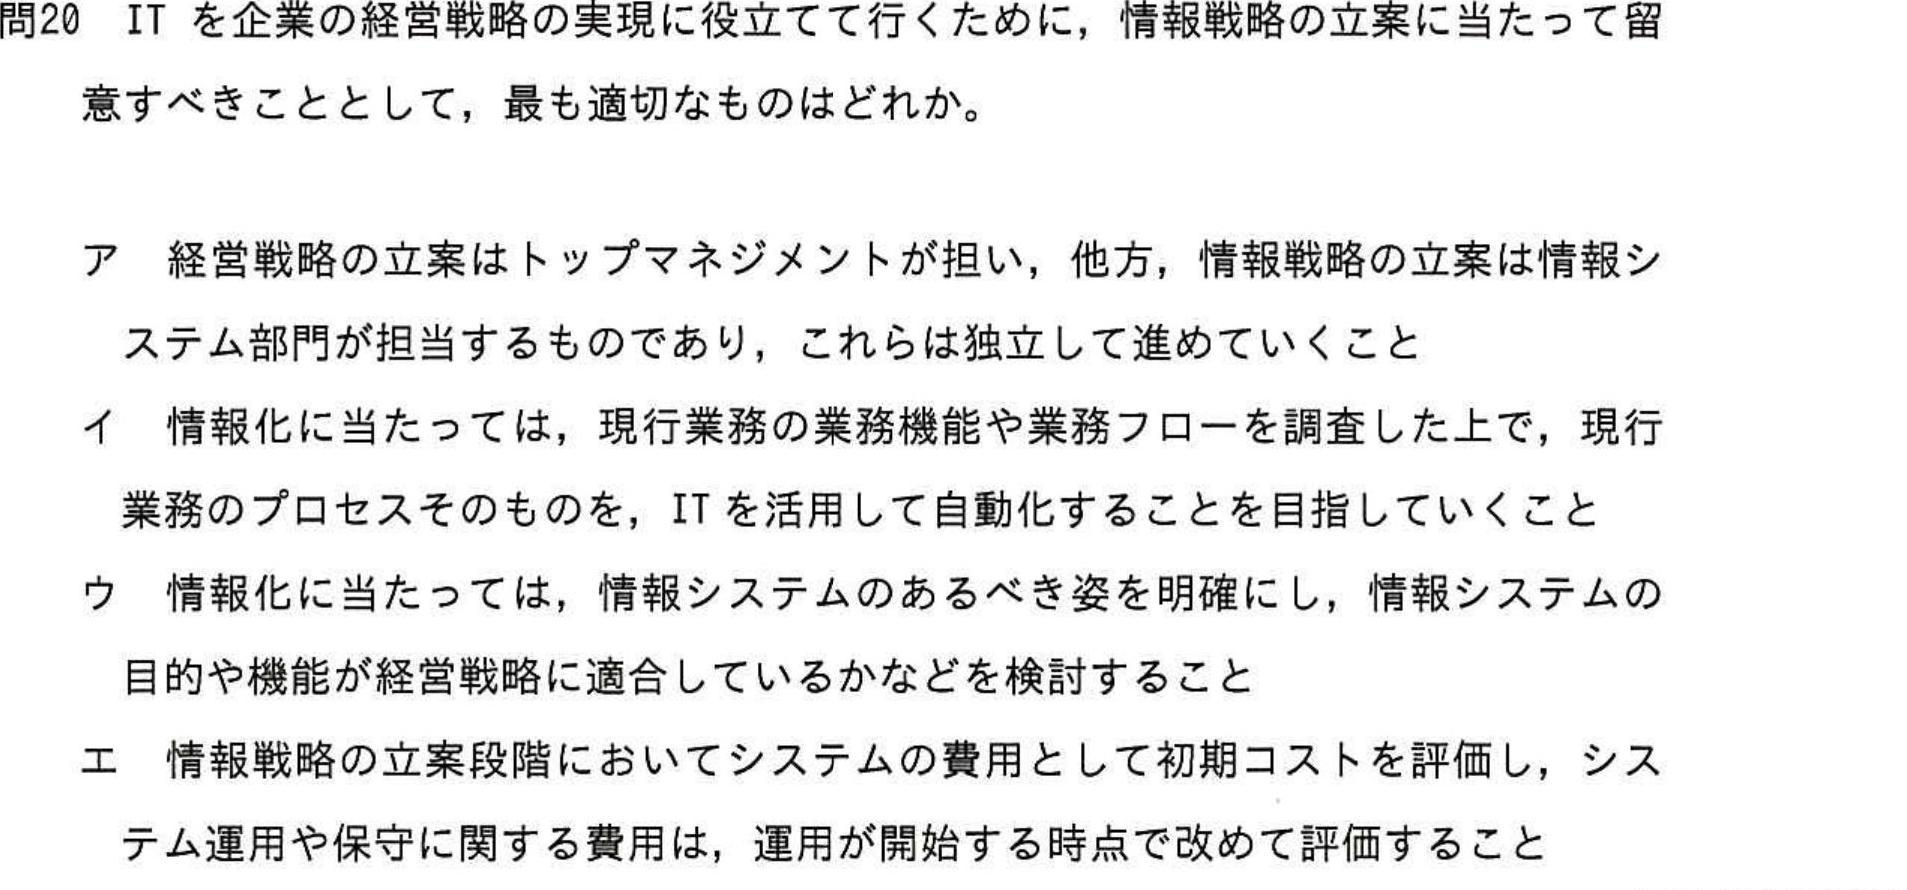 問20　IT を企業の経営戦略の実現に役立てて行くために，情報戦略の立案に当たって留
意すべきこととして，最も適切なものはどれか。
ア　経営戦略の立案はトップマネジメントが担い，他方，情報戦略の立案は情報シ
ステム部門が担当するものであり，これらは独立して進めていくこと
イ　情報化に当たっては，現行業務の業務機能や業務フローを調査した上で，現行
業務のプロセスそのものを，IT を活用して自動化することを目指していくこと
ウ　情報化に当たっては，情報システムのあるべき姿を明確にし，情報システムの
目的や機能が経営戦略に適合しているかなどを検討すること
エ　情報戦略の立案段階においてシステムの費用として初期コストを評価し，シス
テム運用や保守に関する費用は，運用が開始する時点で改めて評価すること